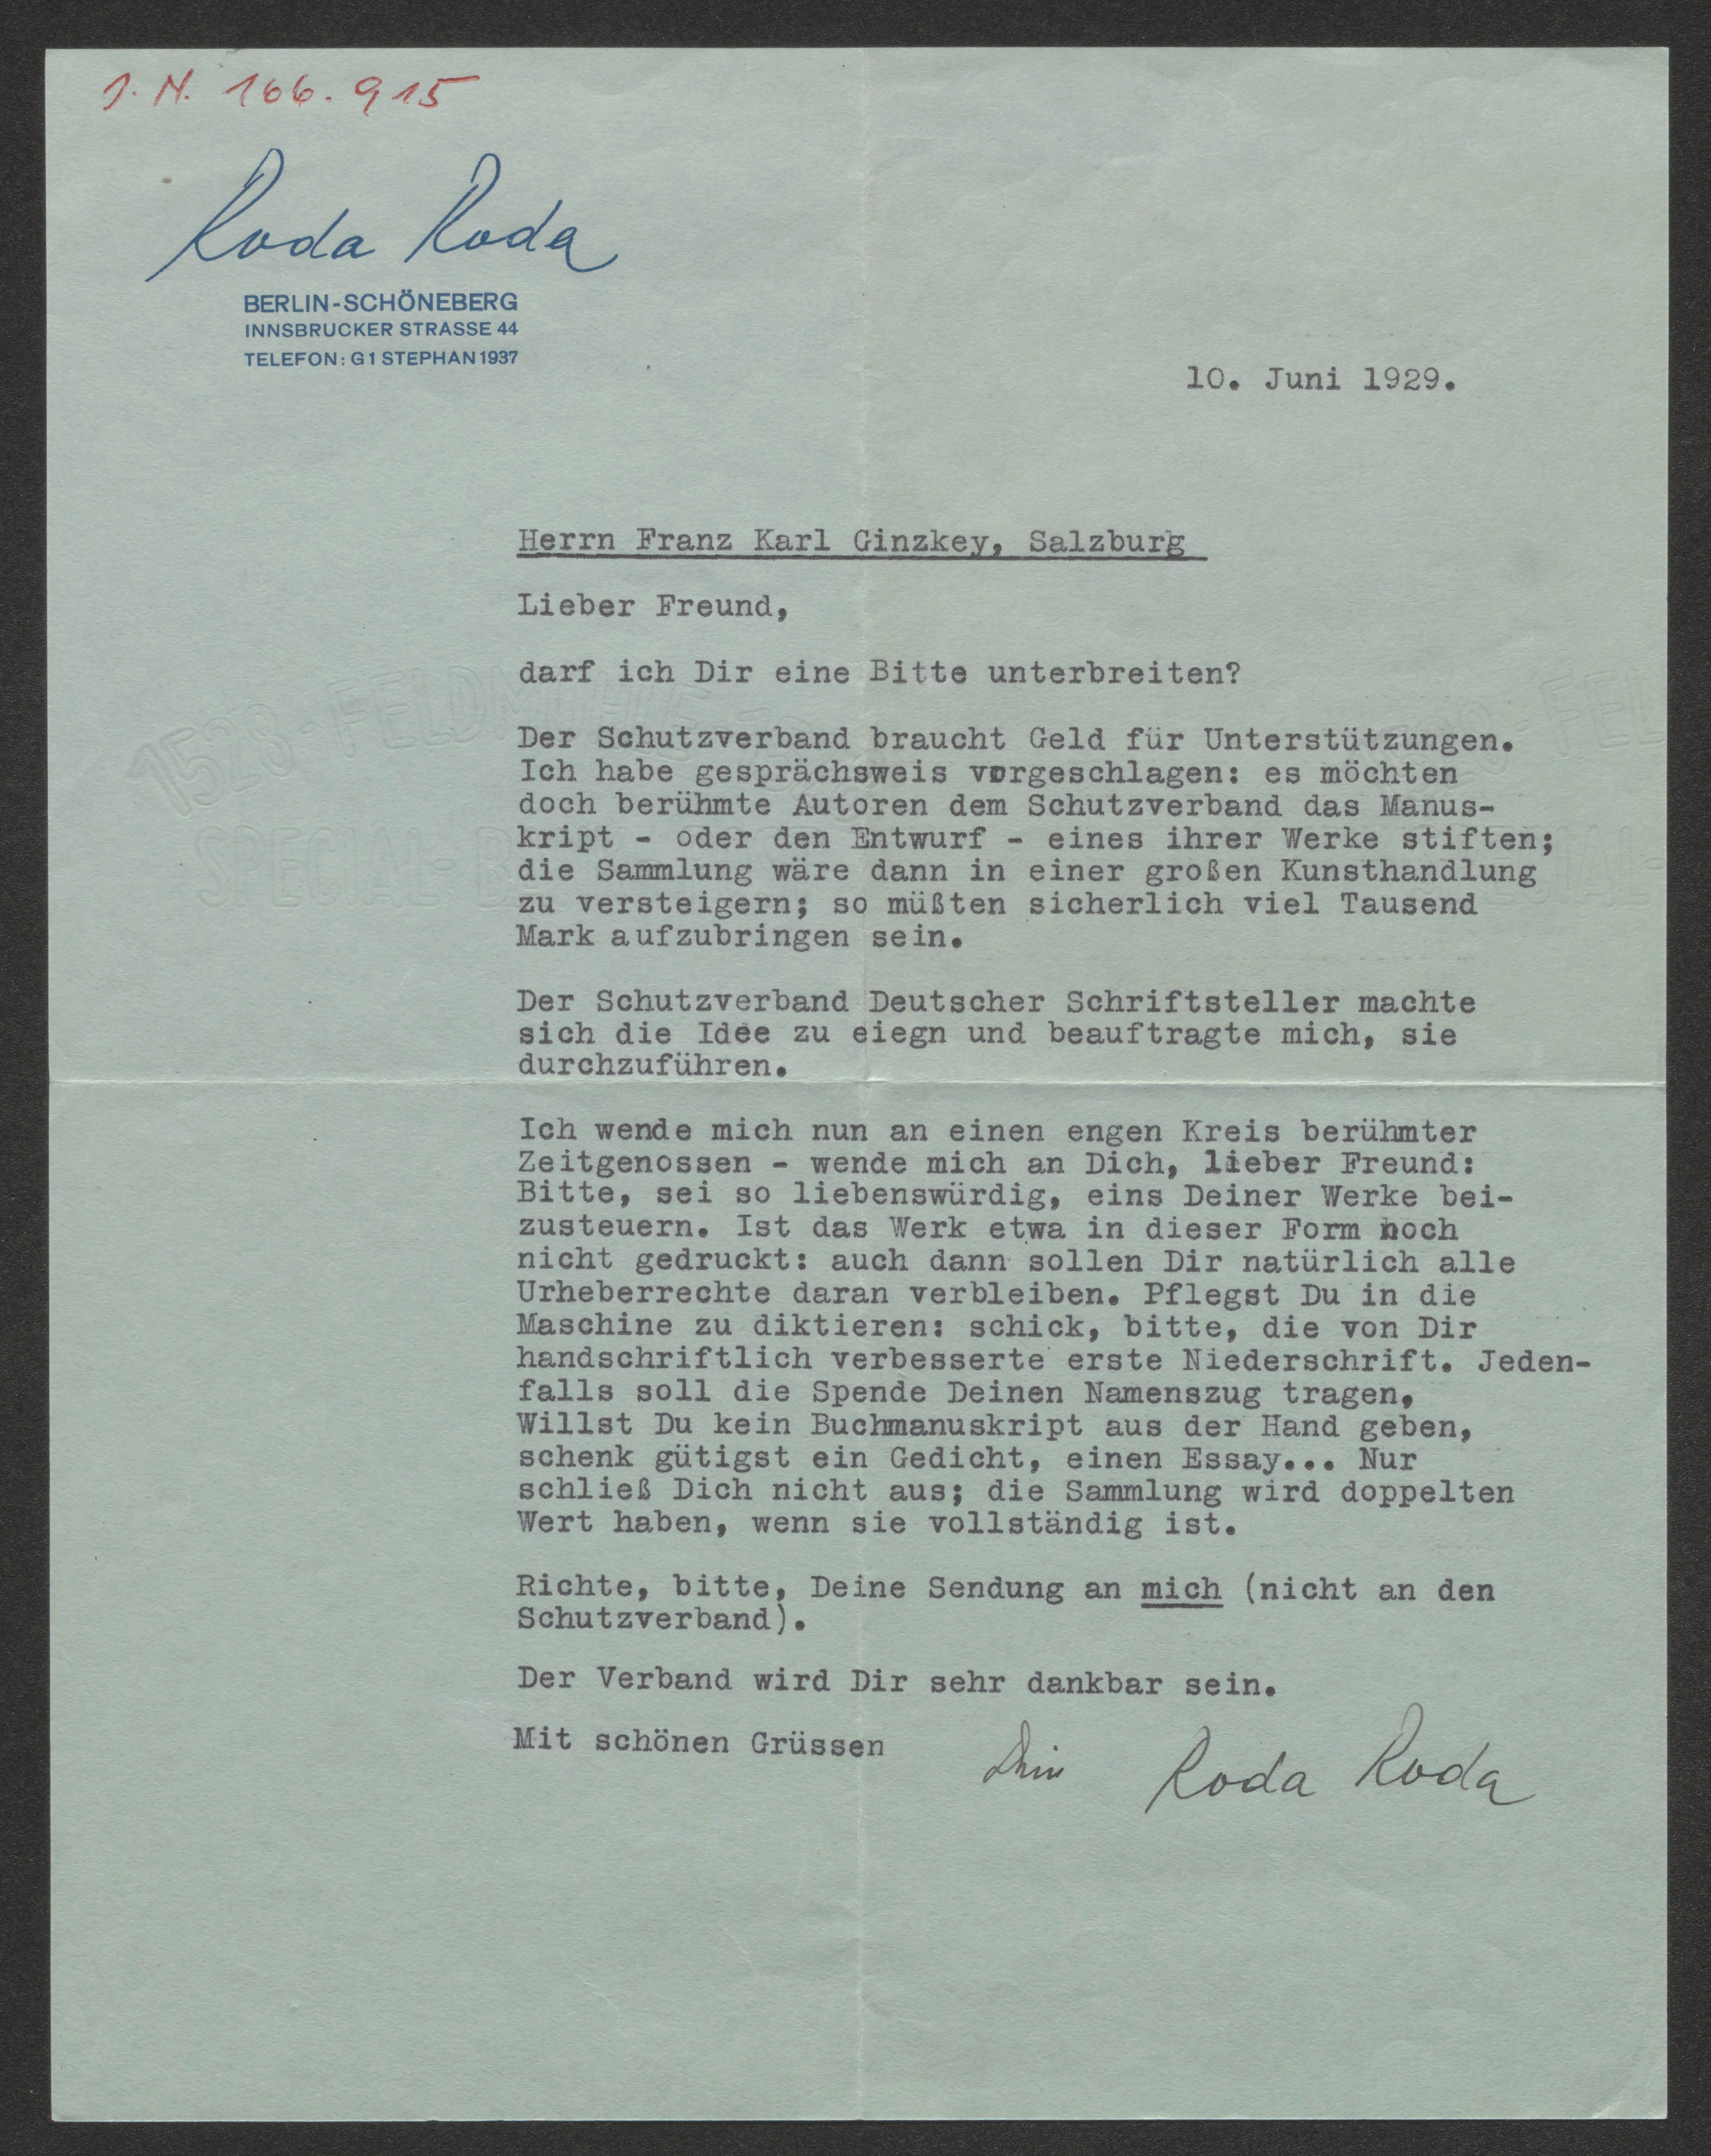 J. N. 166.915
Roda Roda
BERLIN-SCHÖNEBERG
INNSBRUCKER STRASSE 44
TELEFON: G1 STEPHAN 1937
10. Juni 1929.
Herrn Franz Karl Ginzkey, Salzburg
Lieber Freund,
darf ich Dir eine Bitte unterbreiten?
Der Schutzverband braucht Geld für Unterstützungen.
Ich habe gesprächsweis vorgeschlagen: es möchten
doch berühmte Autoren dem Schutzverband das Manus-
kript - oder den Entwurf - eines ihrer Werke stiften;
die Sammlung wäre dann in einer großen Kunsthandlung
zu versteigern; so müßten sicherlich viel Tausend
Mark aufzubringen sein.
Der Schutzverband Deutscher Schriftsteller machte
sich die Idee zu eiegn und beauftragte mich, sie
durchzuführen.
Ich wende mich nun an einen engen Kreis berühmter
Zeitgenossen - wende mich an Dich, lieber Freund:
Bitte, sei so liebenswürdig, eins Deiner Werke bei-
zusteuern. Ist das Werk etwa in dieser Form noch
nicht gedruckt: auch dann sollen Dir natürlich alle
Urheberrechte daran verbleiben. Pflegst Du in die
Maschine zu diktieren: schick, bitte, die von Dir
handschriftlich verbesserte erste Niederschrift. Jeden-
falls soll die Spende Deinen Namenszug tragen,
Willst Du kein Buchmanuskript aus der Hand geben,
schenk gütigst ein Gedicht, einen Essay... Nur
schließ Dich nicht aus; die Sammlung wird doppelten
Wert haben, wenn sie vollständig ist.
Richte, bitte, Deine Sendung an mich (nicht an den
Schutzverband).
Der Verband wird Dir sehr dankbar sein.
Mit schönen Grüssen Dein Roda Roda
1528-FELDMÜHLE
SPECIAL-B